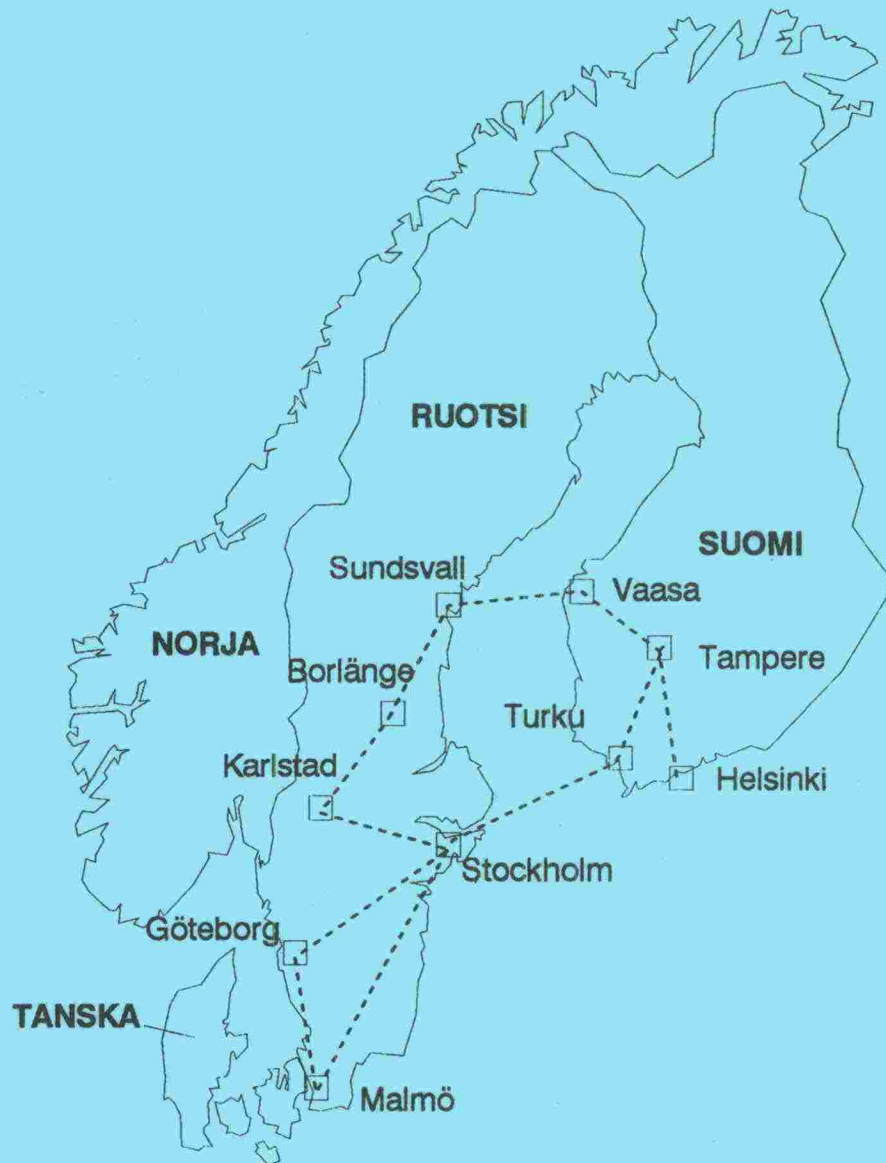 RUOTSI
SUOMI
Sundsvall
Vaasa
NORJA
Tampere
Borlänge
Turku
Karlstad
Helsinki
Stockholm
Göteborg
TANSKA
Malmö